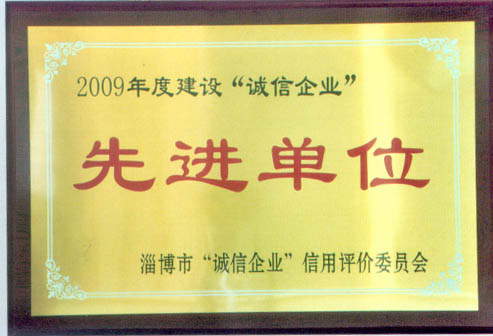 2009年度建设“诚信企业”
先进单位
淄博市“诚信企业”信用评价委员会